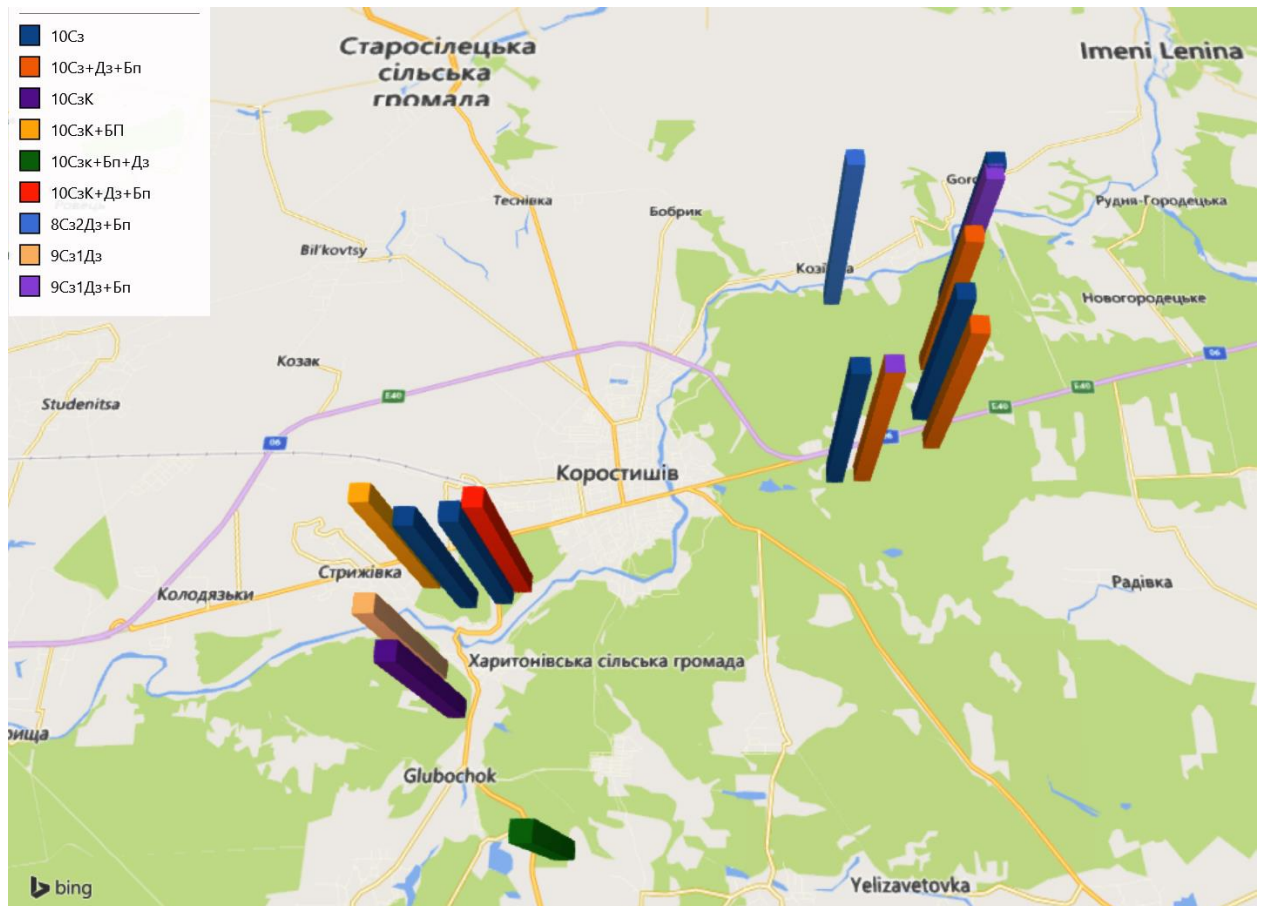 10Сз
10Сз+Дз+Бп
10СзК
10СзК+БП
10Сзк+Бп+Дз
10СзК+Дз+Бп
8Сз2Дз+Бп
9Сз1Дз
9Сз1Дз+Бп
Старосілецька
сільська
громада
Imeni Lenina
Теснівка
Бобрик
Рудня-Городецька
Bil'kovtsy
Новогородецьке
06
Козак
E40
E40
E40
Studenitsa
06
Коростишів
Стрижівка
Колодязьки
Радівка
Харитонівська сільська громада
Glubochok
Yelizavetovka
bing